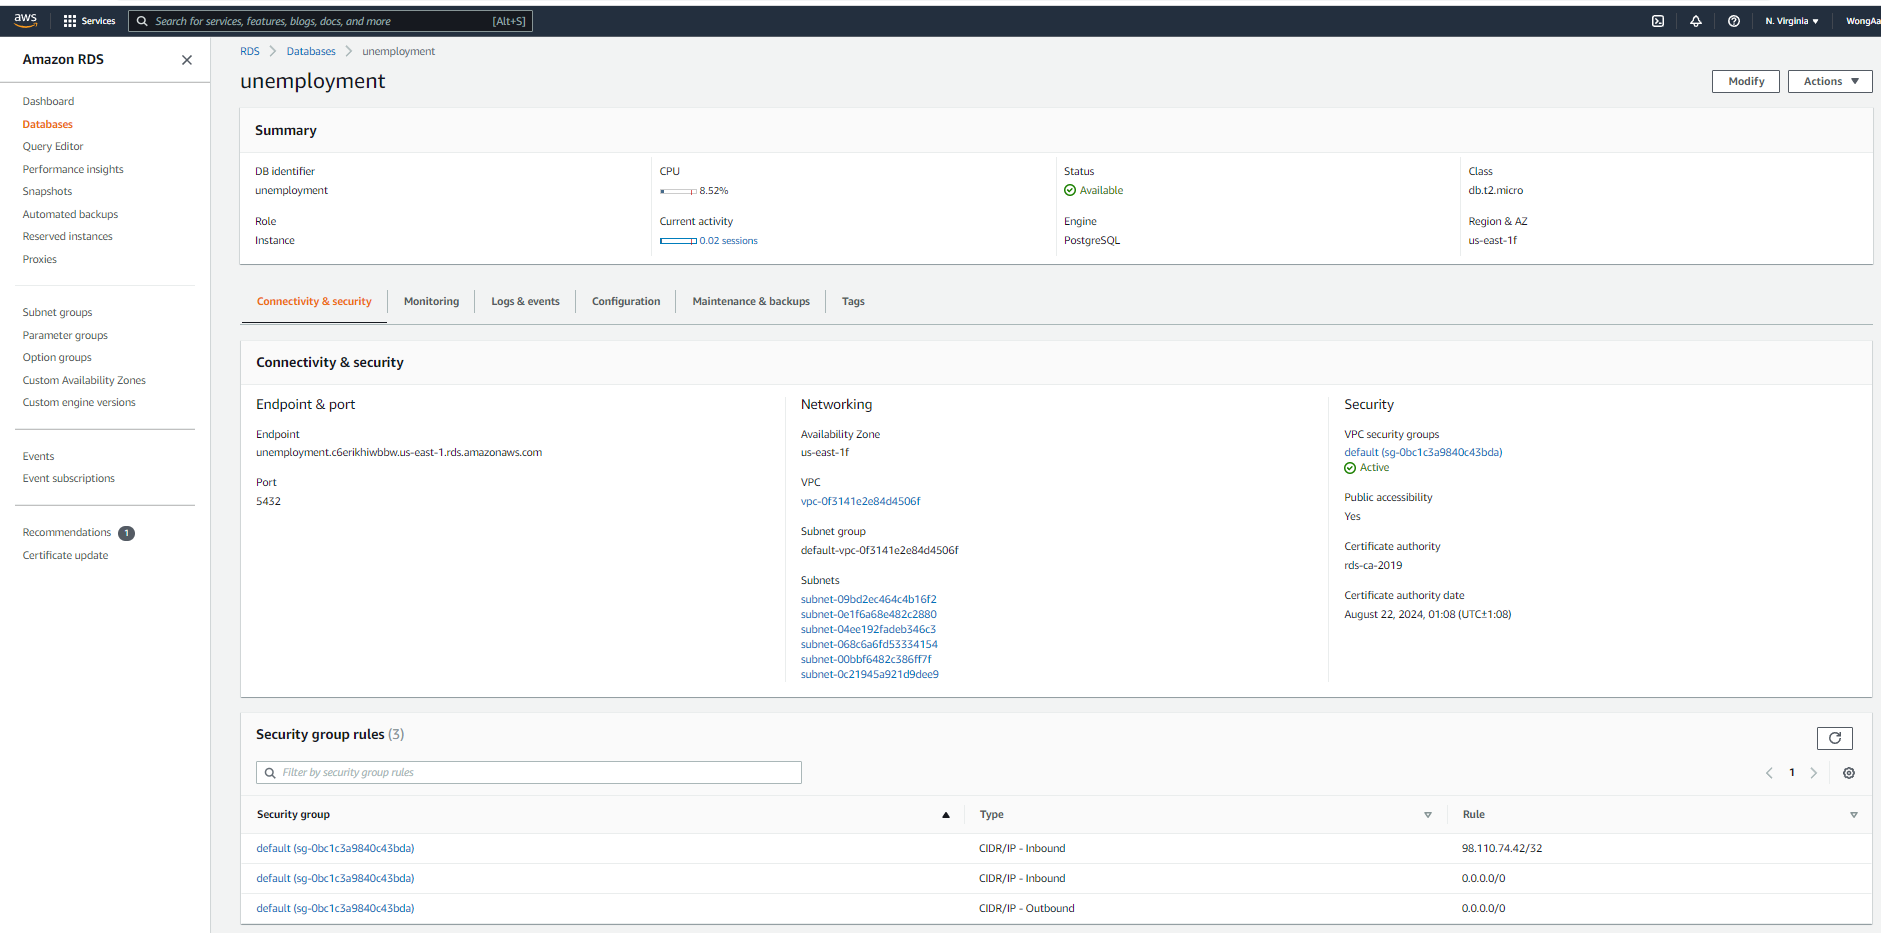 aws
Services
Search for services, features, blogs, docs, and more
[Alt+S]
N. Virginia
WongAa
Amazon RDS
Dashboard
Databases
Query Editor
Performance insights
Snapshots
Automated backups
Reserved instances
Proxies
Subnet groups
Parameter groups
Option groups
Custom Availability Zones
Custom engine versions
Events
Event subscriptions
Recommendations 1
Certificate update
RDS > Databases > unemployment
unemployment
Modify
Actions
Summary
DB identifier
unemployment
Role
Instance
CPU
8.52%
Current activity
0.02 sessions
Status
Available
Engine
PostgreSQL
Class
db.t2.micro
Region & AZ
us-east-1f
Connectivity & security
Monitoring
Logs & events
Configuration
Maintenance & backups
Tags
Connectivity & security
Endpoint & port
Endpoint
unemployment.c6erikhiwbbw.us-east-1.rds.amazonaws.com
Port
5432
Networking
Availability Zone
us-east-1f
VPC
vpc-0f3141e2e84d4506f
Subnet group
default-vpc-0f3141e2e84d4506f
Subnets
subnet-09bd2ec464c4b16f2
subnet-0e1f6a68e482c2880
subnet-04ee192fadeb346c3
subnet-068c6a6fd53334154
subnet-00bbf6482c386ff7f
subnet-0c21945a921d9dee9
Security
VPC security groups
default (sg-0bc1c3a9840c43bda)
Active
Public accessibility
Yes
Certificate authority
rds-ca-2019
Certificate authority date
August 22, 2024, 01:08 (UTC±1:08)
Security group rules (3)
Filter by security group rules
1
Security group
Type
Rule
default (sg-0bc1c3a9840c43bda)
CIDR/IP - Inbound
98.110.74.42/32
default (sg-0bc1c3a9840c43bda)
CIDR/IP - Inbound
0.0.0.0/0
default (sg-0bc1c3a9840c43bda)
CIDR/IP - Outbound
0.0.0.0/0